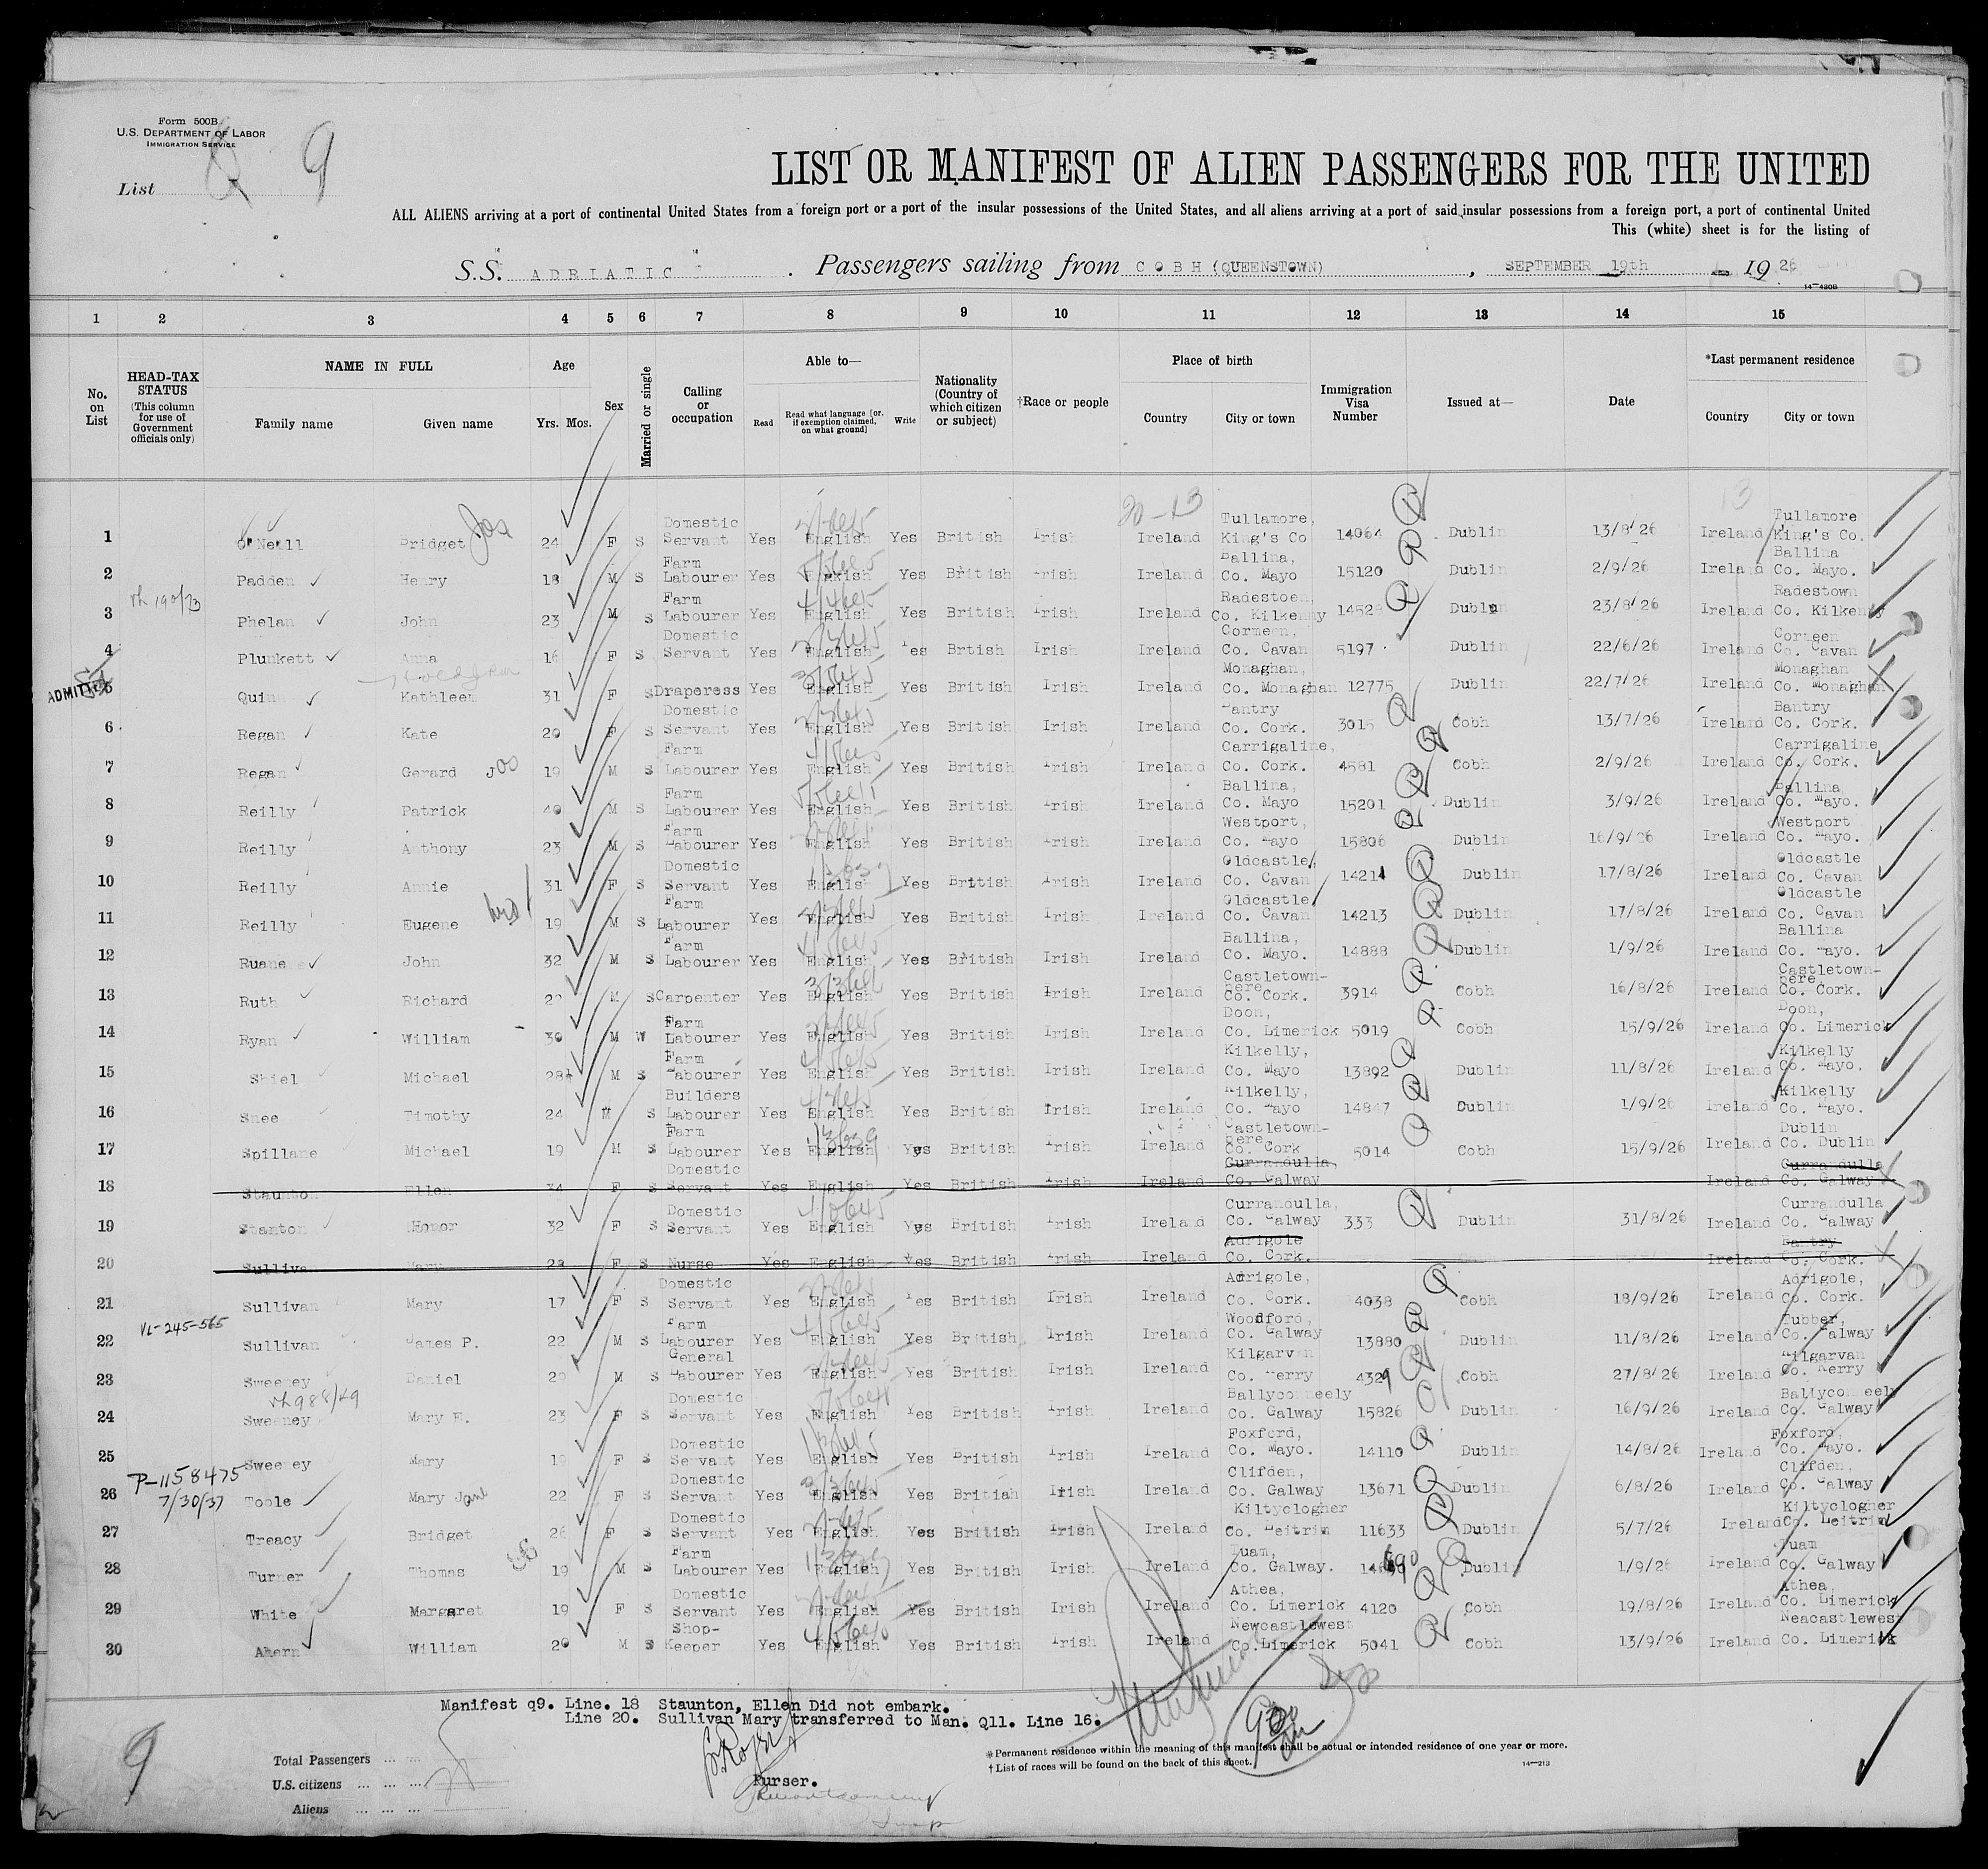 Form 500B
U.S. DEPARTMENT OF LABOR
IMMIGRATION SERVICE
List 9
LIST OR MANIFEST OF ALIEN PASSENGERS FOR THE UNITED
ALL ALIENS arriving at a port of continental United States from a foreign port or a port of the insular possessions of the United States, and all aliens arriving at a port of said insular possessions from a foreign port, a port of continental United
This (white) sheet is for the listing of
S.S. "ADRIATIC" . Passengers sailing from COBH (QUEENSTOWN) , SEPTEMBER 19th 1926
14-4208
1 2 3 4 5 6 7 8 9 10 11 12 13 14 15
No. on List
HEAD-TAX STATUS (This column for use of Government officials only)
NAME IN FULL
Family name Given name
Age
Yrs. Mos.
Sex
Married or single
Calling or occupation
Able to—
Read Read what language [or, if exemption claimed, on what ground] Write
Nationality (Country of which citizen or subject)
†Race or people
Place of birth
Country City or town
Immigration Visa Number
Issued at—
Date
*Last permanent residence
Country City or town
20-13 13
1 O'Neill Bridget 24 F S Domestic Servant Yes English Yes British Irish Ireland Tullamore, King's Co 14064 Dublin 13/8/26 Ireland Tullamore King's Co.
2 Padden Henry 18 M S Farm Labourer Yes English Yes British Irish Ireland Ballina, Co. Mayo 15120 Dublin 2/9/26 Ireland Ballina Co. Mayo.
3 Phelan John 23 M S Farm Labourer Yes English Yes British Irish Ireland Radestoen, Co. Kilkenny 14528 Dublin 23/8/26 Ireland Radestown Co. Kilkenny
4 Plunkett Anna 16 F S Domestic Servant Yes English Yes Brtish Irish Ireland Cormeen, Co. Cavan 5197 Dublin 22/6/26 Ireland Cormeen Co. Cavan
ADMITTED
5 Quinn Kathleen 31 F S Draperess Yes English Yes British Irish Ireland Monaghan, Co. Monaghan 12775 Dublin 22/7/26 Ireland Monaghan Co. Monaghan
6 Regan Kate 20 F S Domestic Servant Yes English Yes British Irish Ireland Bantry Co. Cork. 3015 Cobh 13/7/26 Ireland Bantry Co. Cork.
7 Regan Gerard 19 M S Farm Labourer Yes English Yes British Irish Ireland Carrigaline, Co. Cork. 4581 Cobh 2/9/26 Ireland Carrigaline Co. Cork.
8 Reilly Patrick 40 M S Farm Labourer Yes English Yes British Irish Ireland Ballina, Co. Mayo 15201 Dublin 3/9/26 Ireland Ballina Co. Mayo.
9 Reilly Anthony 23 M S Farm Labourer Yes English Yes British Irish Ireland Westport, Co. Mayo 15806 Dublin 16/9/26 Ireland Westport Co. Mayo.
10 Reilly Annie 31 F S Domestic Servant Yes English Yes British Irish Ireland Oldcastle, Co. Cavan 14214 Dublin 17/8/26 Ireland Oldcastle Co. Cavan
11 Reilly Eugene 19 M S Farm Labourer Yes English Yes British Irish Ireland Oldcastle Co. Cavan 14213 Dublin 17/8/26 Ireland Oldcastle Co. Cavan
12 Ruane John 32 M S Farm Labourer Yes English Yes British Irish Ireland Ballina, Co. Mayo. 14888 Dublin 1/9/26 Ireland Ballina Co. Mayo.
13 Ruth Richard M S Carpenter Yes English Yes British Irish Ireland Castletown-bere Co. Cork. 3914 Cobh 16/8/26 Ireland Castletown-bere, Co. Cork.
14 Ryan William 30 M W Farm Labourer Yes English Yes British Irish Ireland Doon, Co. Limerick 5019 Cobh 15/9/26 Ireland Doon, Co. Limerick
15 Shiel Michael 28 M S Farm Labourer Yes English Yes British Irish Ireland Kilkelly, Co. Mayo 13892 Dublin 11/8/26 Ireland Kilkelly Co. Mayo.
16 Snee Timothy 24 M S Builders Labourer Yes English Yes British Irish Ireland Kilkelly, Co. Mayo 14847 Dublin 1/9/26 Ireland Kilkelly Co. Mayo.
17 Spillane Michael 19 M S Farm Labourer Yes English Yes British Irish Ireland Castletown-bere Co. Cork 5014 Cobh 15/9/26 Ireland Dublin Co. Dublin
18 Staunton Ellen 34 F S Domestic Servant Yes English Yes British Irish Ireland Currandulla, Co. Galway Ireland Currandulla Co. Galway
19 Stanton Honor 32 F S Domestic Servant Yes English Yes British Irish Ireland Currandulla, Co. Galway 333 Dublin 31/8/26 Ireland Currandulla Co. Galway
20 Sullivan Mary F S Nurse Yes English Yes British Irish Ireland Adrigole Co. Cork. Ireland Bantry Co. Cork.
21 Sullivan Mary 17 F S Domestic Servant Yes English Yes British Irish Ireland Adrigole, Co. Cork. 4038 Cobh 18/9/26 Ireland Adrigole, Co. Cork.
VL-245-565
22 Sullivan James P. 22 M S Farm Labourer Yes English Yes British Irish Ireland Woodford, Co. Galway 13880 Dublin 11/8/26 Ireland Tubber, Co. Galway
23 Sweeney Daniel M S General Labourer Yes English Yes British Irish Ireland Kilgarvan Co. Kerry 4329 Cobh 27/8/26 Ireland Kilgarvan Co. Kerry
24 Sweeney Mary E. 23 F S Domestic Servant Yes English Yes British Irish Ireland Ballyconneely Co. Galway 15826 Dublin 16/9/26 Ireland Ballyconneely Co. Galway
25 Sweeney Mary 19 F S Domestic Servant Yes English Yes British Irish Ireland Foxford, Co. Mayo. 14110 Dublin 14/8/26 Ireland Foxford, Co. Mayo.
P-1158475
7/30/37
26 Toole Mary Jane 22 F S Domestic Servant Yes English Yes British Irish Ireland Clifden, Co. Galway 13671 Dublin 6/8/26 Ireland Clifden, Co. Galway
27 Treacy Bridget 26 F S Domestic Servant Yes English Yes British Irish Ireland Kiltyclogher Co. Leitrim 11633 Dublin 5/7/26 Ireland Kiltyclogher Co. Leitrim
28 Turner Thomas 19 M S Farm Labourer Yes English Yes British Irish Ireland Tuam, Co. Galway. Dublin 1/9/26 Ireland Tuam Co. Galway
29 White Margaret 19 F S Domestic Servant Yes English Yes British Irish Ireland Athea, Co. Limerick 4120 Cobh 19/8/26 Ireland Athea, Co. Limerick
30 Ahern William 20 M S Shop-Keeper Yes English Yes British Irish Ireland Newcastlewest Co. Limerick 5041 Cobh 13/9/26 Ireland Neacastlewest Co. Limerick
Manifest q9. Line. 18 Staunton, Ellen Did not embark.
Line 20. Sullivan Mary transferred to Man. Q11. Line 16.
9
Total Passengers ... ...
U.S. citizens ... ... ...
Aliens ... ... ...
Purser.
*Permanent residence within the meaning of this manifest shall be actual or intended residence of one year or more.
†List of races will be found on the back of this sheet.
14-213